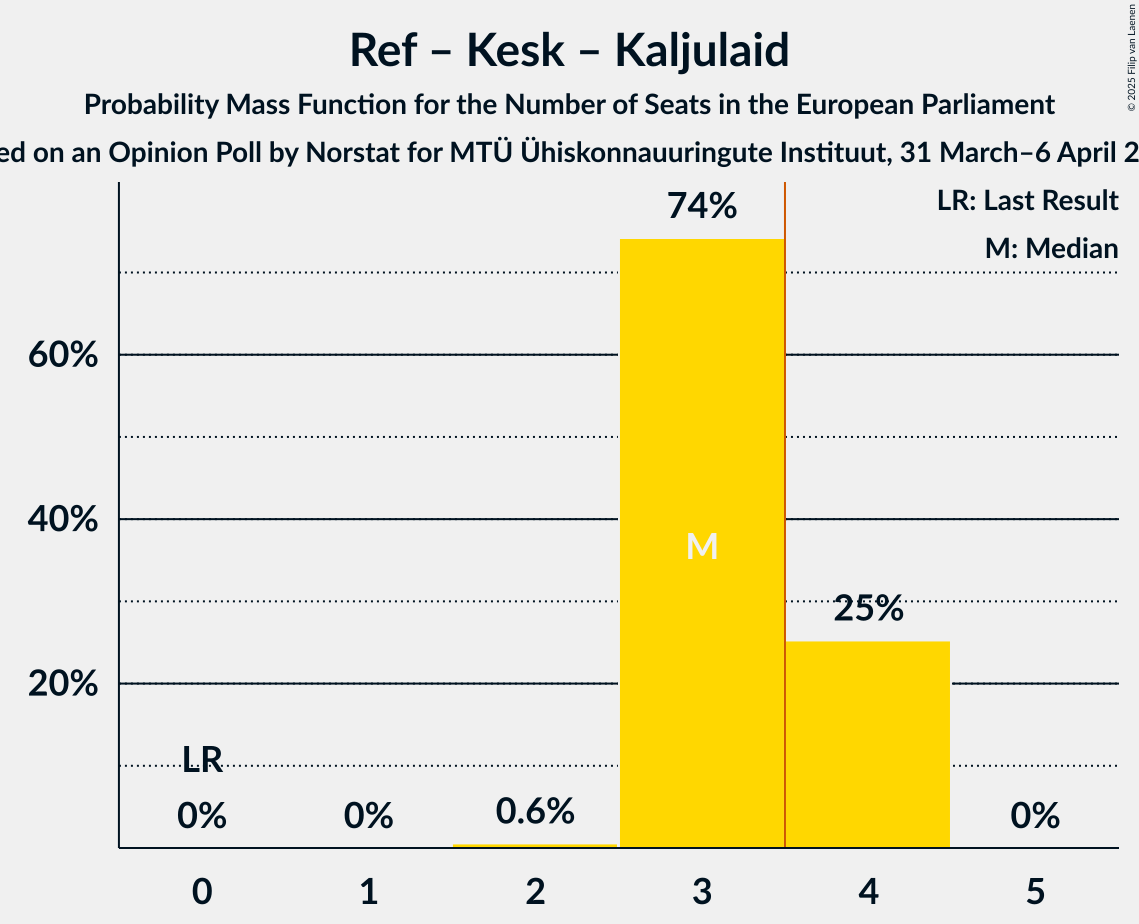 Ref – Kesk – Kaljulaid
Probability Mass Function for the Number of Seats in the European Parliament
ed on an Opinion Poll by Norstat for MTÜ Ühiskonnauuringute Instituut, 31 March–6 April 2
© 2025 Filip van Laenen
LR: Last Result
M: Median
74%
60%
40%
M
25%
20%
LR
0%
0%
0.6%
0%
0
1
2
3
4
5